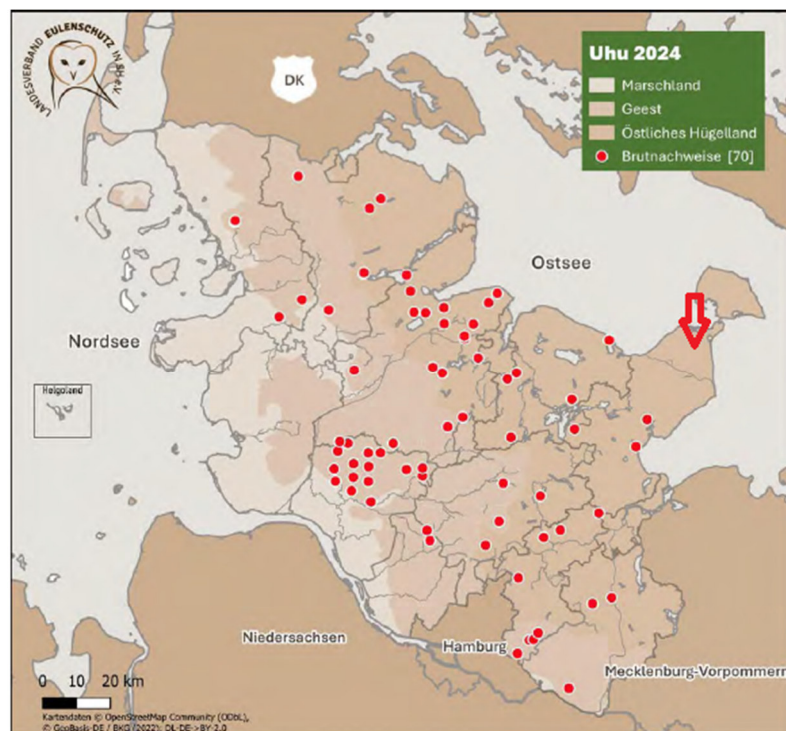 LANDESVERBAND EULENSCHUTZ IN SH e.V.
DK
Uhu 2024
Marschland
Geest
Östliches Hügelland
Brutnachweise [70]
Ostsee
Nordsee
Helgoland
Niedersachsen
Hamburg
Mecklenburg-Vorpommern
0 10 20 km
Kartendaten © OpenStreetMap Community (ODbL),
© GeoBasis-DE / BKG (2022), DL-DE->BY-2.0